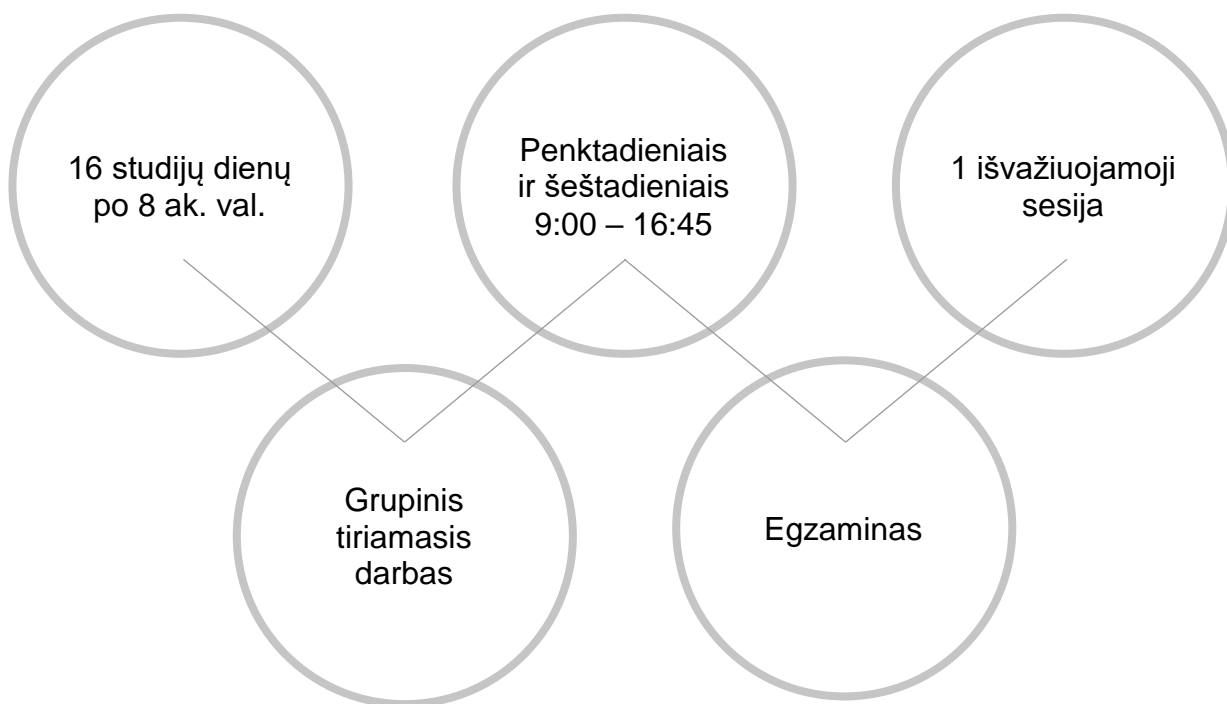 16 studijų dienų
po 8 ak. val.
Penktadieniais
ir šeštadieniais
9:00 – 16:45
1 išvažiuojamoji
sesija
Grupinis
tiriamasis
darbas
Egzaminas